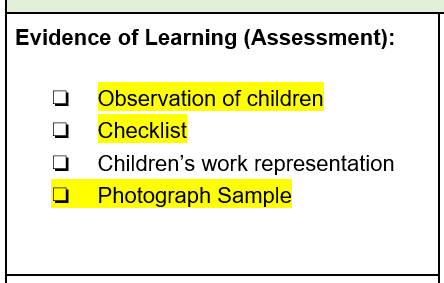 Evidence of Learning (Assessment):
❏ Observation of children
❏ Checklist
❏ Children’s work representation
❏ Photograph Sample